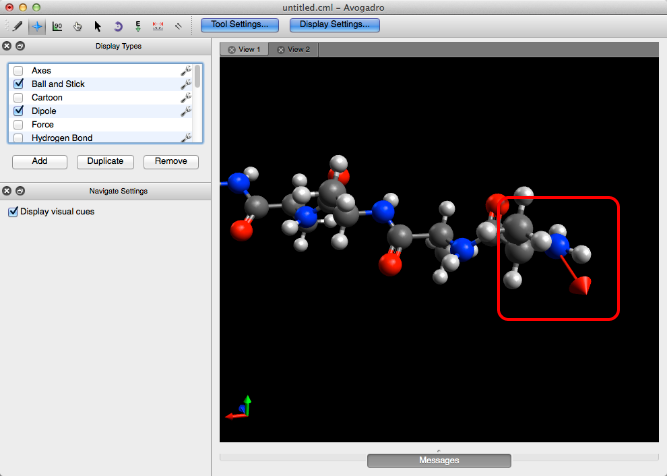 untitled.cml – Avogadro
Tool Settings...
Display Settings...
Display Types
Axes
Ball and Stick
Cartoon
Dipole
Force
Hydrogen Bond
Add
Duplicate
Remove
Navigate Settings
Display visual cues
View 1
View 2
Messages